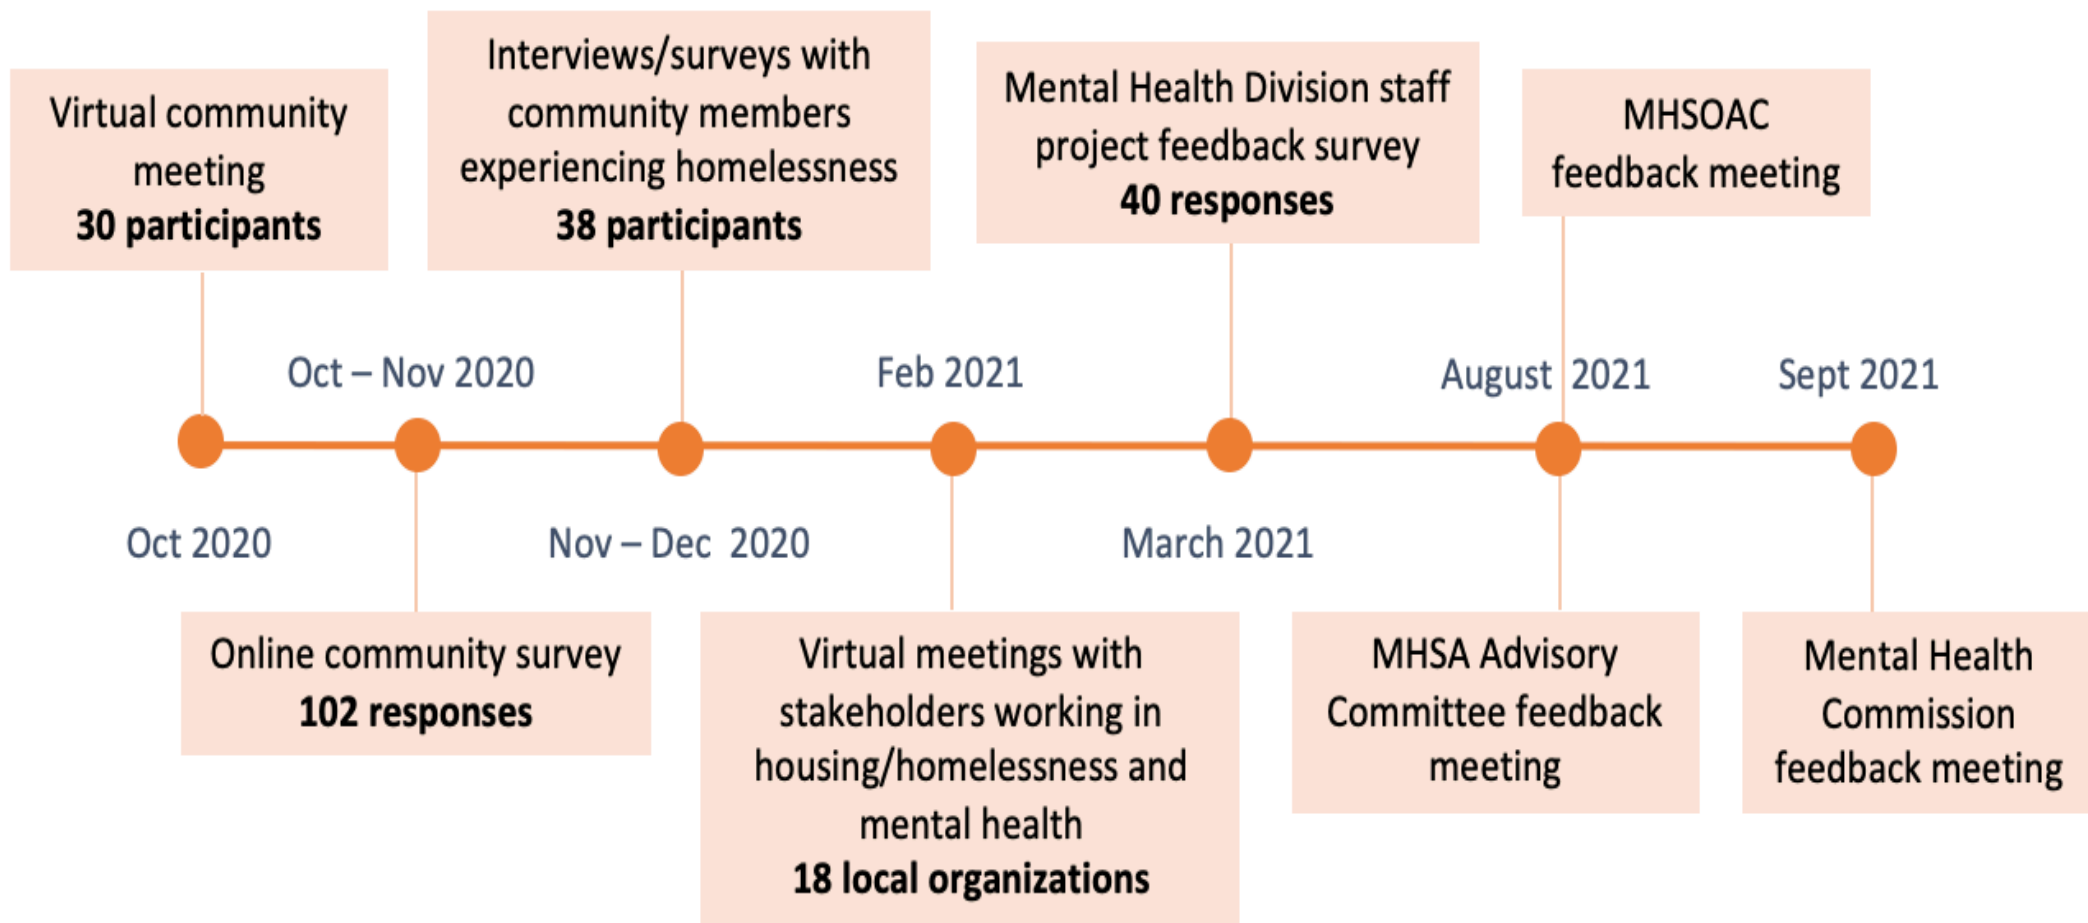 Virtual community
meeting
30 participants
Interviews/surveys with
community members
experiencing homelessness
38 participants
Mental Health Division staff
project feedback survey
40 responses
MHSOAC
feedback meeting
Oct – Nov 2020
Feb 2021
August 2021
Sept 2021
Oct 2020
Nov – Dec 2020
March 2021
Online community survey
102 responses
Virtual meetings with
stakeholders working in
housing/homelessness and
mental health
18 local organizations
MHSA Advisory
Committee feedback
meeting
Mental Health
Commission
feedback meeting